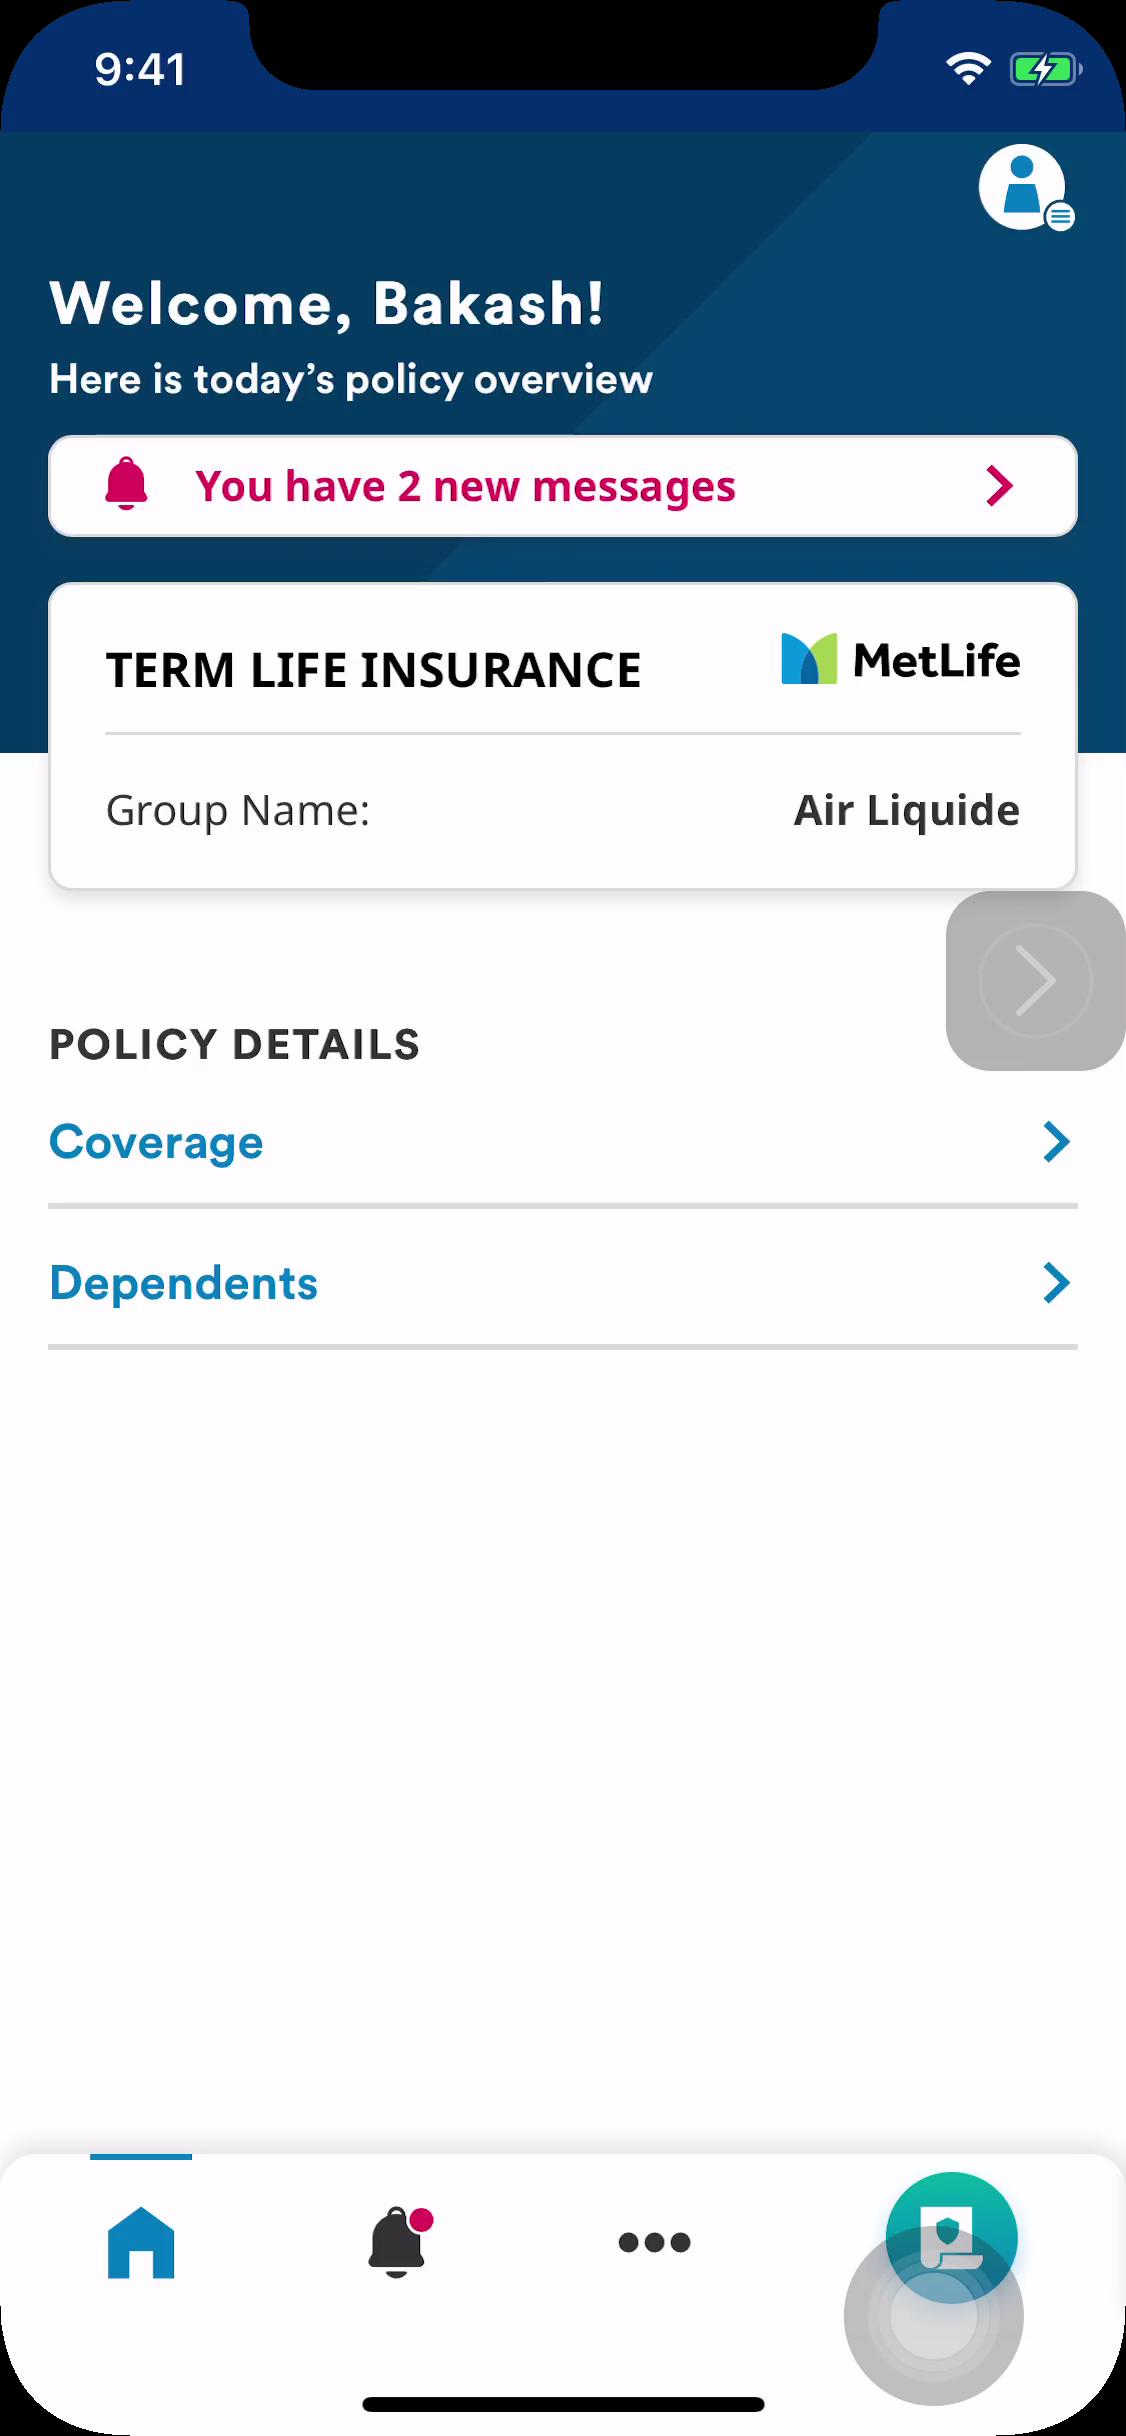 9:41
Welcome, Bakash!
Here is today’s policy overview
You have 2 new messages
TERM LIFE INSURANCE
MetLife
Group Name:
Air Liquide
POLICY DETAILS
Coverage
Dependents